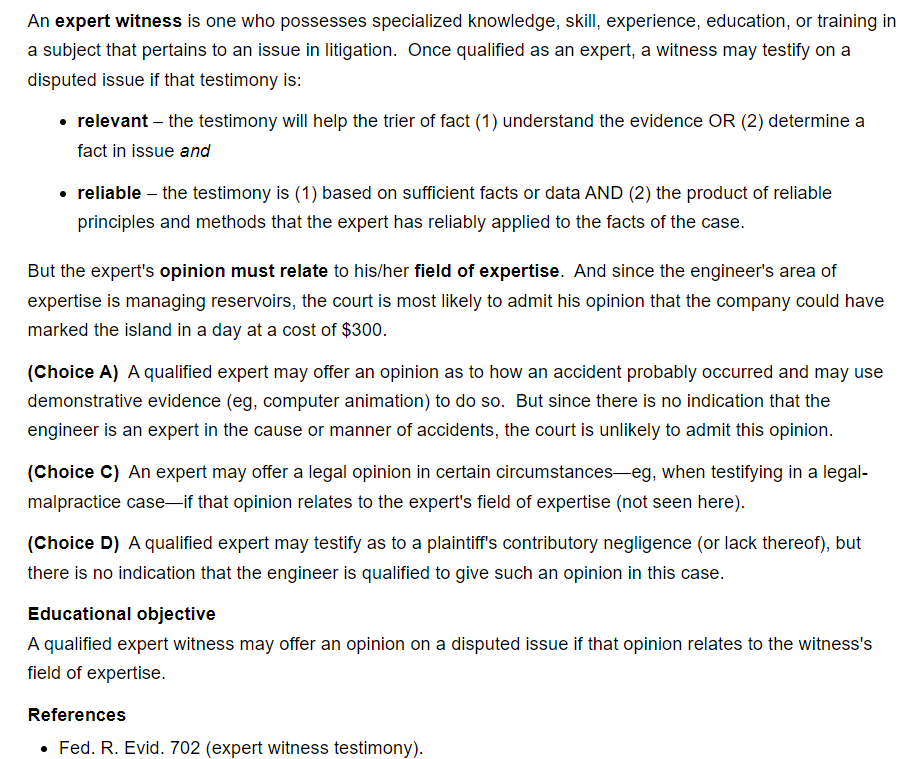 An expert witness is one who possesses specialized knowledge, skill, experience, education, or training in
a subject that pertains to an issue in litigation.  Once qualified as an expert, a witness may testify on a
disputed issue if that testimony is:
• relevant – the testimony will help the trier of fact (1) understand the evidence OR (2) determine a
fact in issue and
• reliable – the testimony is (1) based on sufficient facts or data AND (2) the product of reliable
principles and methods that the expert has reliably applied to the facts of the case.
But the expert's opinion must relate to his/her field of expertise.  And since the engineer's area of
expertise is managing reservoirs, the court is most likely to admit his opinion that the company could have
marked the island in a day at a cost of $300.
(Choice A)  A qualified expert may offer an opinion as to how an accident probably occurred and may use
demonstrative evidence (eg, computer animation) to do so.  But since there is no indication that the
engineer is an expert in the cause or manner of accidents, the court is unlikely to admit this opinion.
(Choice C)  An expert may offer a legal opinion in certain circumstances—eg, when testifying in a legal-
malpractice case—if that opinion relates to the expert's field of expertise (not seen here).
(Choice D)  A qualified expert may testify as to a plaintiff's contributory negligence (or lack thereof), but
there is no indication that the engineer is qualified to give such an opinion in this case.
Educational objective
A qualified expert witness may offer an opinion on a disputed issue if that opinion relates to the witness's
field of expertise.
References
• Fed. R. Evid. 702 (expert witness testimony).